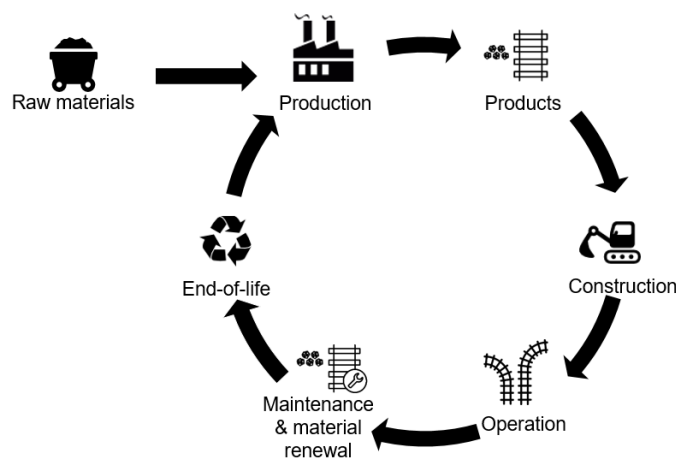 Raw materials
Production
Products
Construction
Operation
Maintenance
& material
renewal
End-of-life